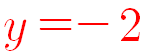 y = - 2